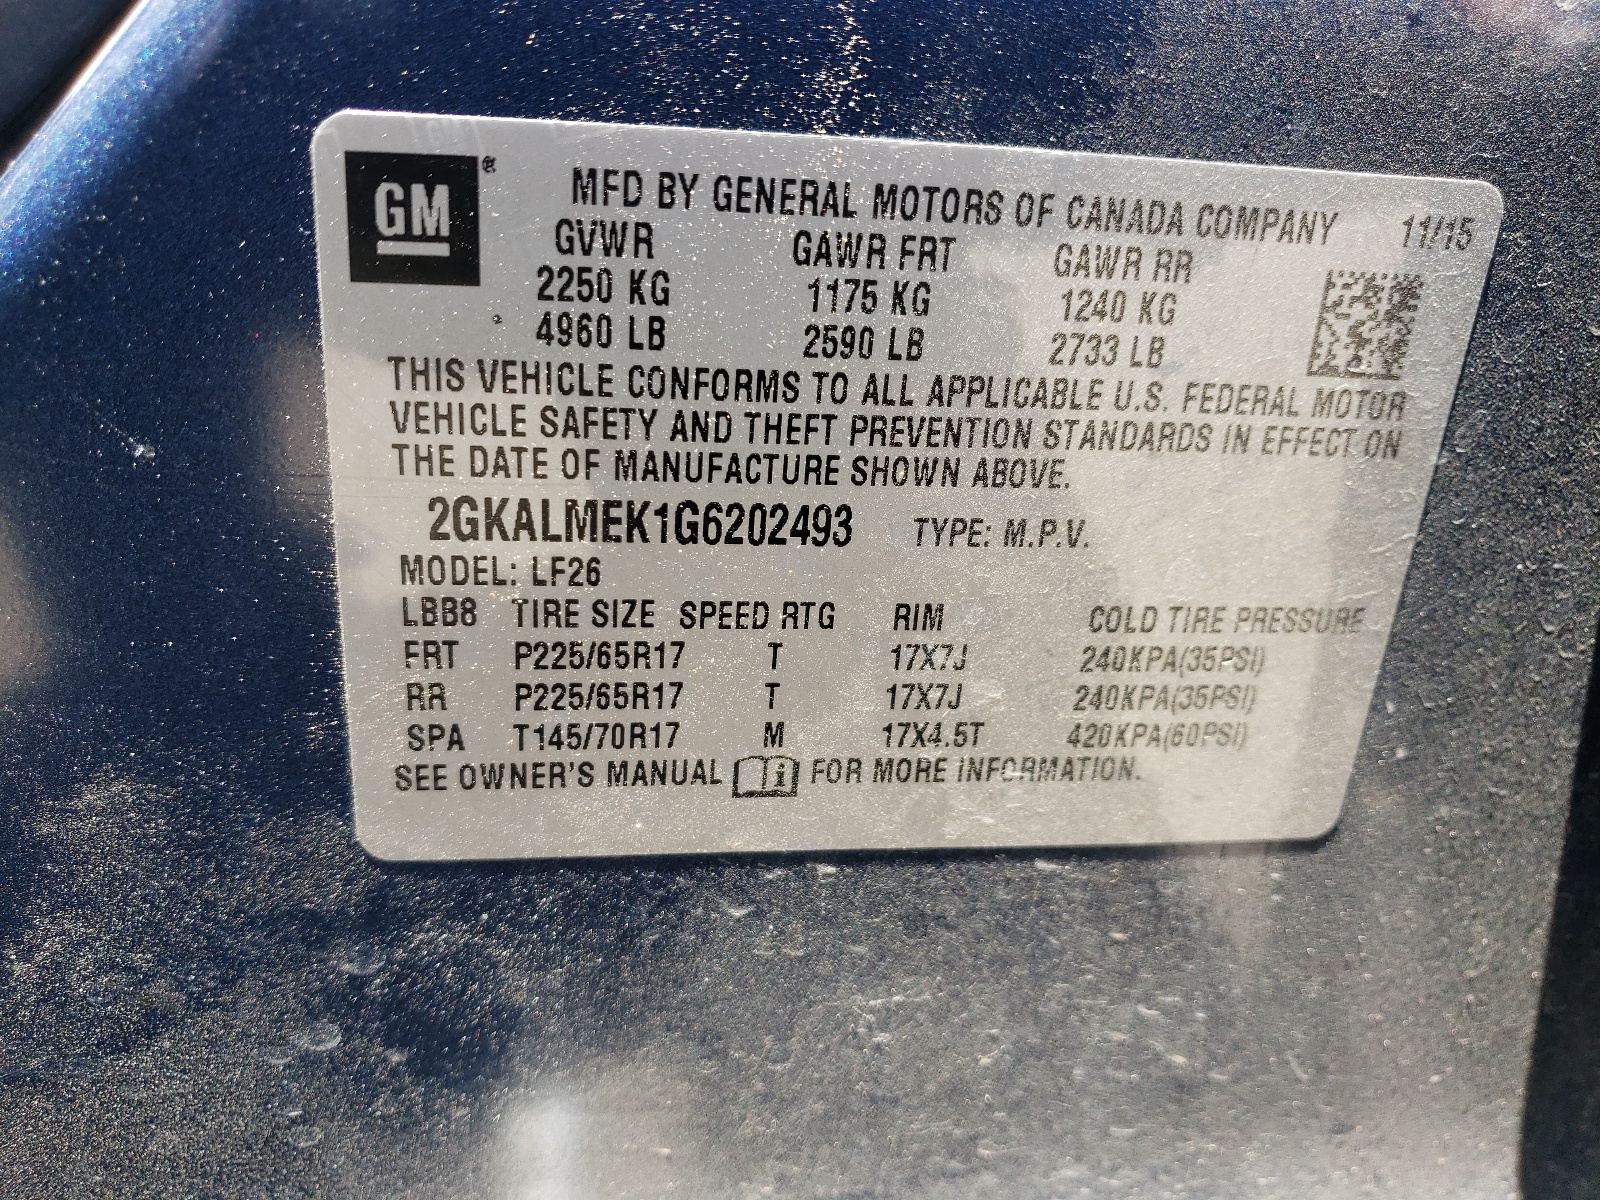 GM®
MFD BY GENERAL MOTORS OF CANADA COMPANY 11/15
GVWR GAWR FRT GAWR RR
2250 KG 1175 KG 1240 KG
4960 LB 2590 LB 2733 LB
THIS VEHICLE CONFORMS TO ALL APPLICABLE U.S. FEDERAL MOTOR
VEHICLE SAFETY AND THEFT PREVENTION STANDARDS IN EFFECT ON
THE DATE OF MANUFACTURE SHOWN ABOVE.
2GKALMEK1G6202493 TYPE: M.P.V.
MODEL: LF26
LBB8 TIRE SIZE SPEED RTG RIM COLD TIRE PRESSURE
FRT P225/65R17 T 17X7J 240KPA(35PSI)
RR P225/65R17 T 17X7J 240KPA(35PSI)
SPA T145/70R17 M 17X4.5T 420KPA(60PSI)
SEE OWNER'S MANUAL i FOR MORE INFORMATION.